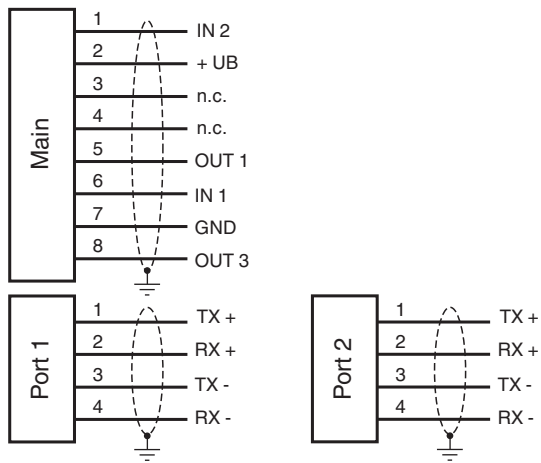 Main
1 IN 2
2 + UB
3 n.c.
4 n.c.
5 OUT 1
6 IN 1
7 GND
8 OUT 3
Port 1
1 TX +
2 RX +
3 TX -
4 RX -
Port 2
1 TX +
2 RX +
3 TX -
4 RX -